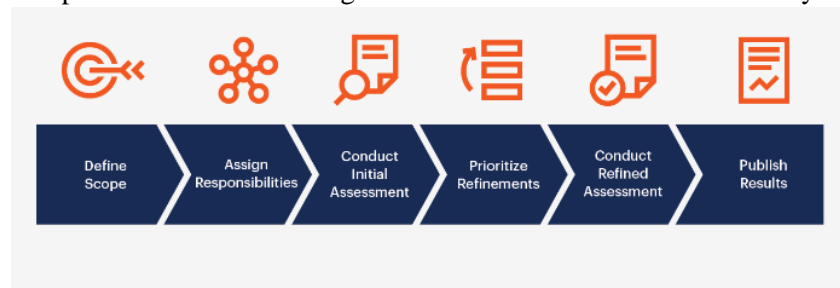 Define
Scope
Assign
Responsibilities
Conduct
Initial
Assessment
Prioritize
Refinements
Conduct
Refined
Assessment
Publish
Results